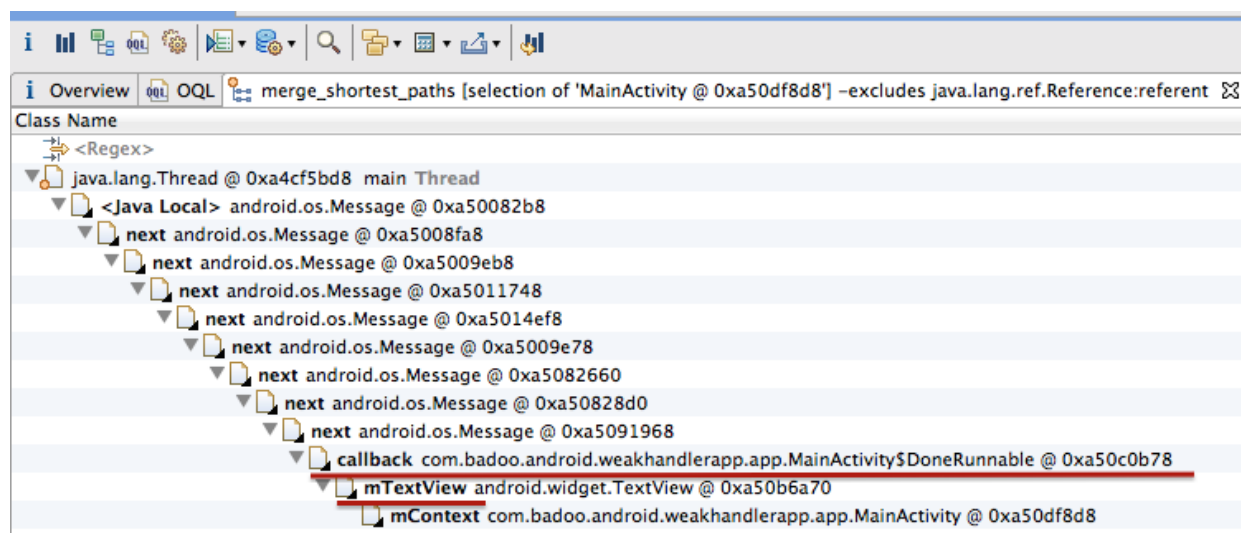 i OQL
i Overview OQL merge_shortest_paths [selection of 'MainActivity @ 0xa50df8d8'] -excludes java.lang.ref.Reference:referent
Class Name
<Regex>
java.lang.Thread @ 0xa4cf5bd8 main Thread
<Java Local> android.os.Message @ 0xa50082b8
next android.os.Message @ 0xa5008fa8
next android.os.Message @ 0xa5009eb8
next android.os.Message @ 0xa5011748
next android.os.Message @ 0xa5014ef8
next android.os.Message @ 0xa5009e78
next android.os.Message @ 0xa5082660
next android.os.Message @ 0xa50828d0
next android.os.Message @ 0xa5091968
callback com.badoo.android.weakhandlerapp.app.MainActivity$DoneRunnable @ 0xa50c0b78
mTextView android.widget.TextView @ 0xa50b6a70
mContext com.badoo.android.weakhandlerapp.app.MainActivity @ 0xa50df8d8